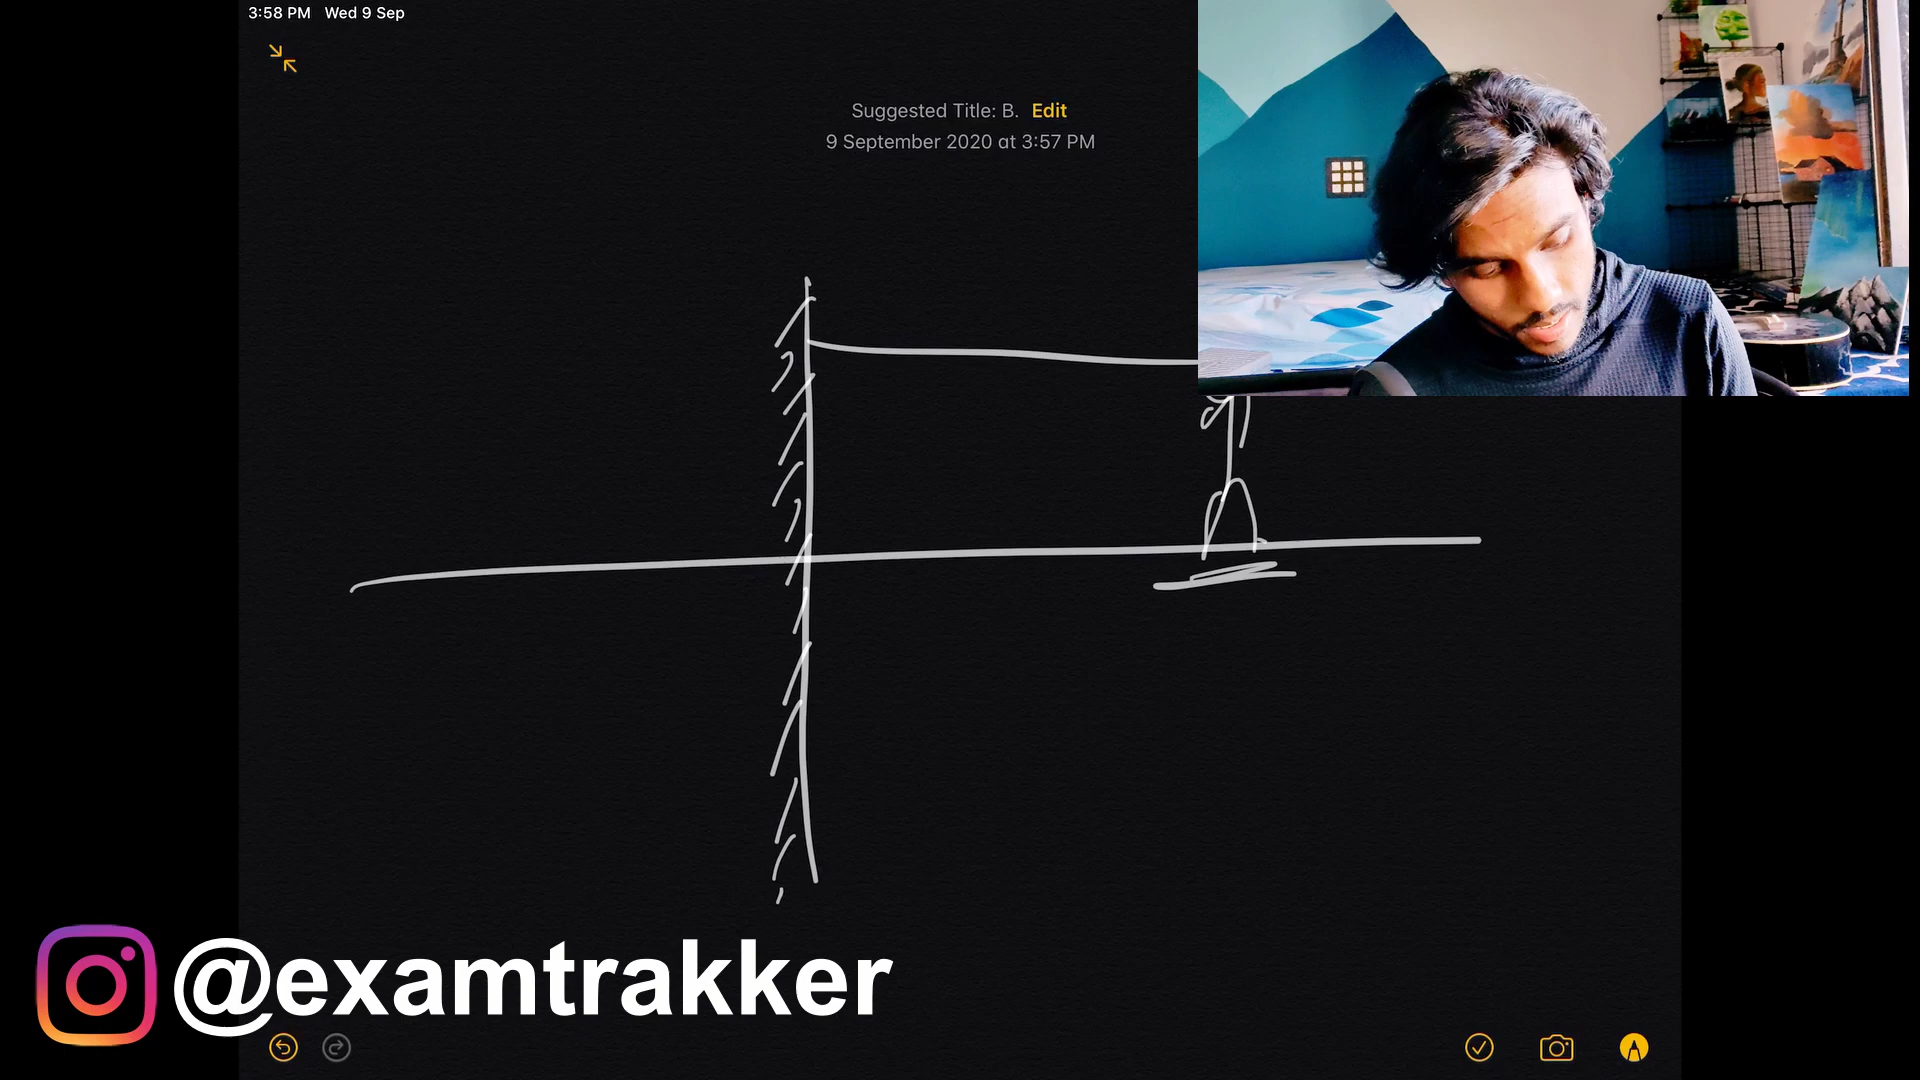 3:58 PM Wed 9 Sep
Suggested Title: B. Edit
9 September 2020 at 3:57 PM
@examtrakker